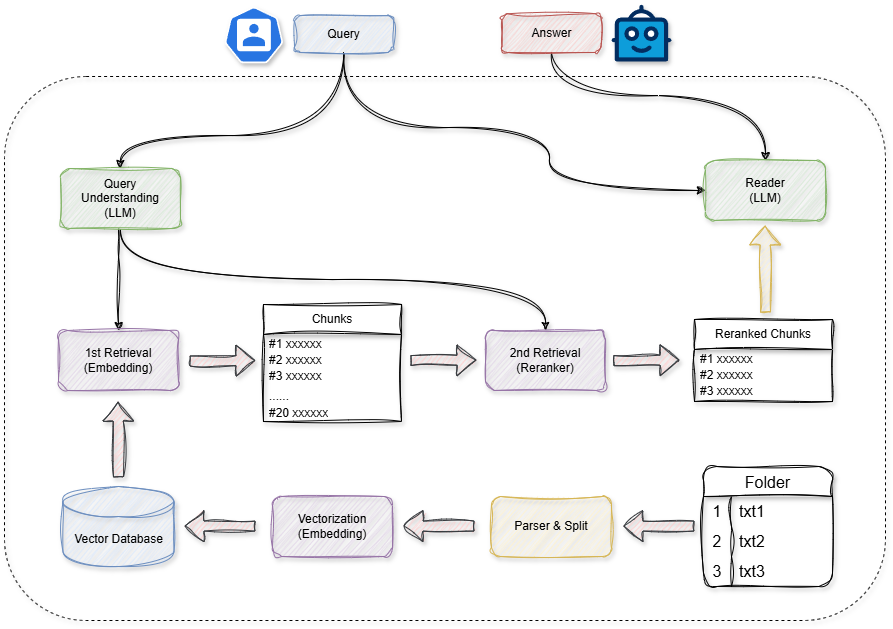 Query
Answer
Query
Understanding
(LLM)
Reader
(LLM)
1st Retrieval
(Embedding)
Chunks
#1 xxxxxx
#2 xxxxxx
#3 xxxxxx
......
#20 xxxxxx
2nd Retrieval
(Reranker)
Reranked Chunks
#1 xxxxxx
#2 xxxxxx
#3 xxxxxx
Vector Database
Vectorization
(Embedding)
Parser & Split
Folder
1 txt1
2 txt2
3 txt3